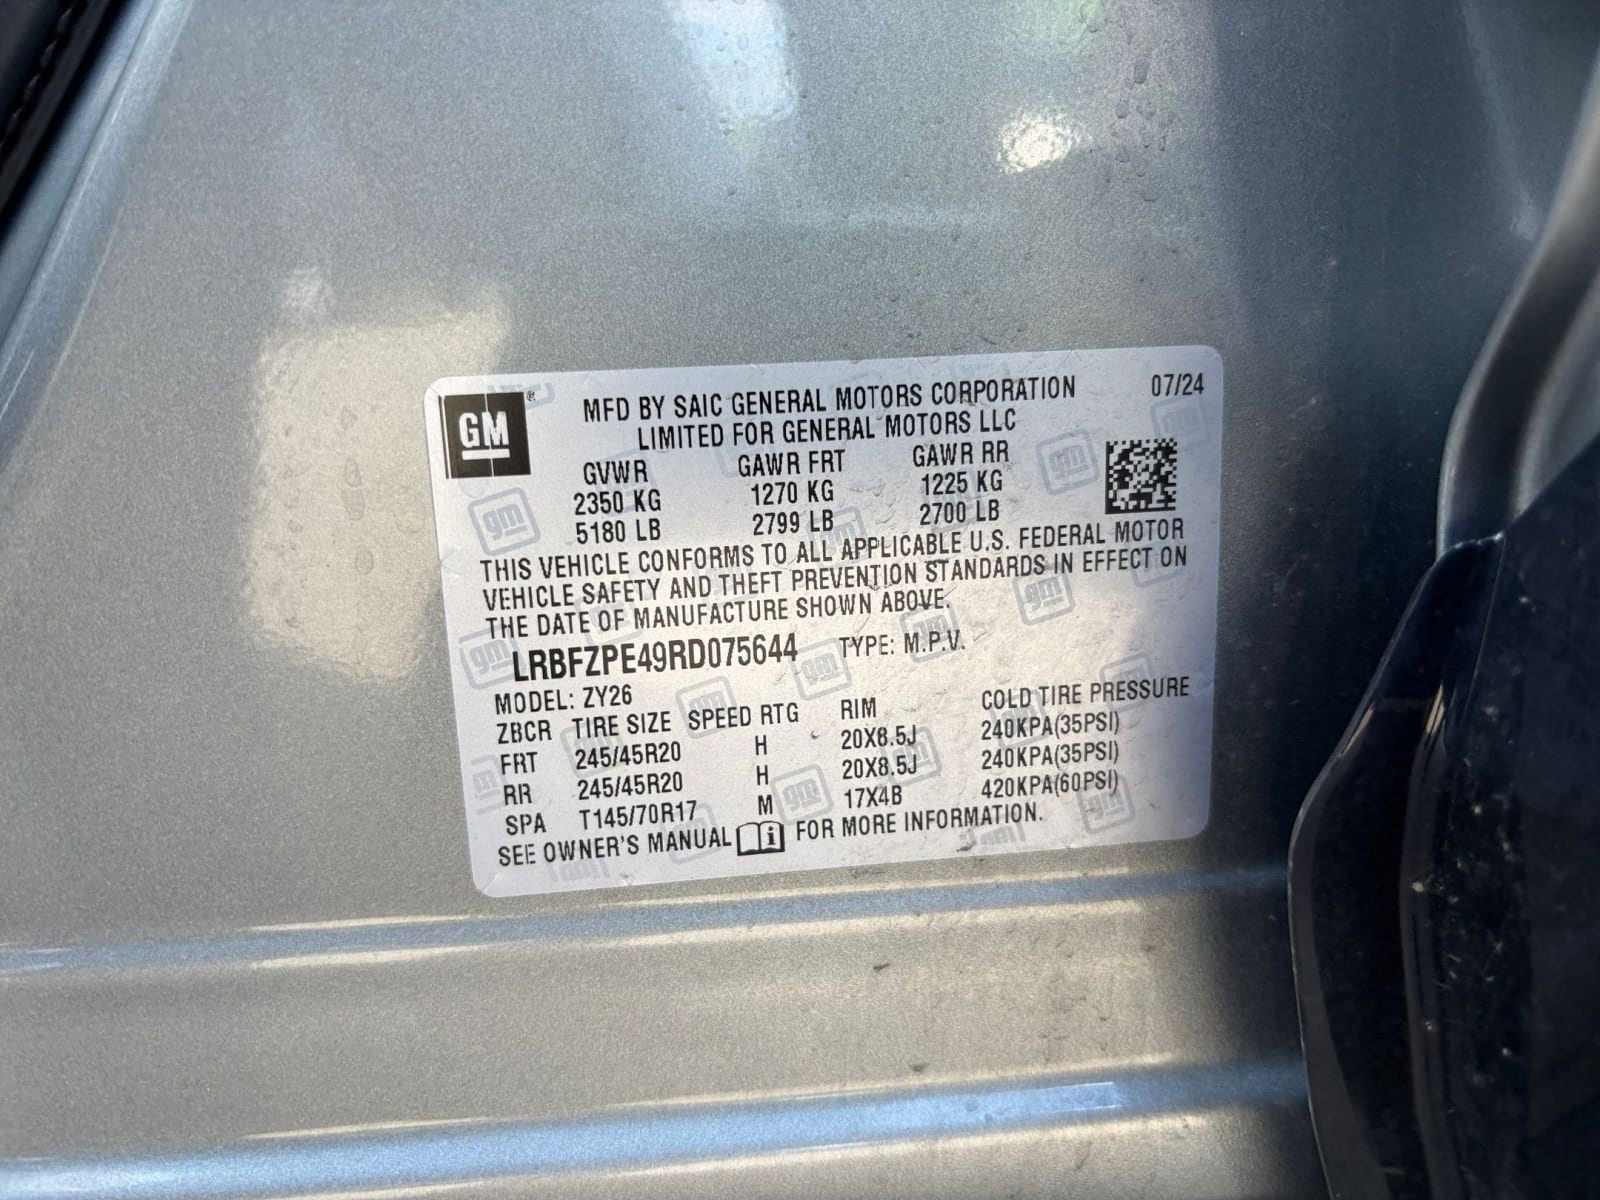 GM ® MFD BY SAIC GENERAL MOTORS CORPORATION 07/24
LIMITED FOR GENERAL MOTORS LLC
GVWR GAWR FRT GAWR RR
2350 KG 1270 KG 1225 KG
5180 LB 2799 LB 2700 LB
THIS VEHICLE CONFORMS TO ALL APPLICABLE U.S. FEDERAL MOTOR
VEHICLE SAFETY AND THEFT PREVENTION STANDARDS IN EFFECT ON
THE DATE OF MANUFACTURE SHOWN ABOVE.
LRBFZPE49RD075644 TYPE: M.P.V.
MODEL: ZY26
ZBCR TIRE SIZE SPEED RTG RIM COLD TIRE PRESSURE
FRT 245/45R20 H 20X8.5J 240KPA(35PSI)
RR 245/45R20 H 20X8.5J 240KPA(35PSI)
SPA T145/70R17 M 17X4B 420KPA(60PSI)
SEE OWNER'S MANUAL i FOR MORE INFORMATION.